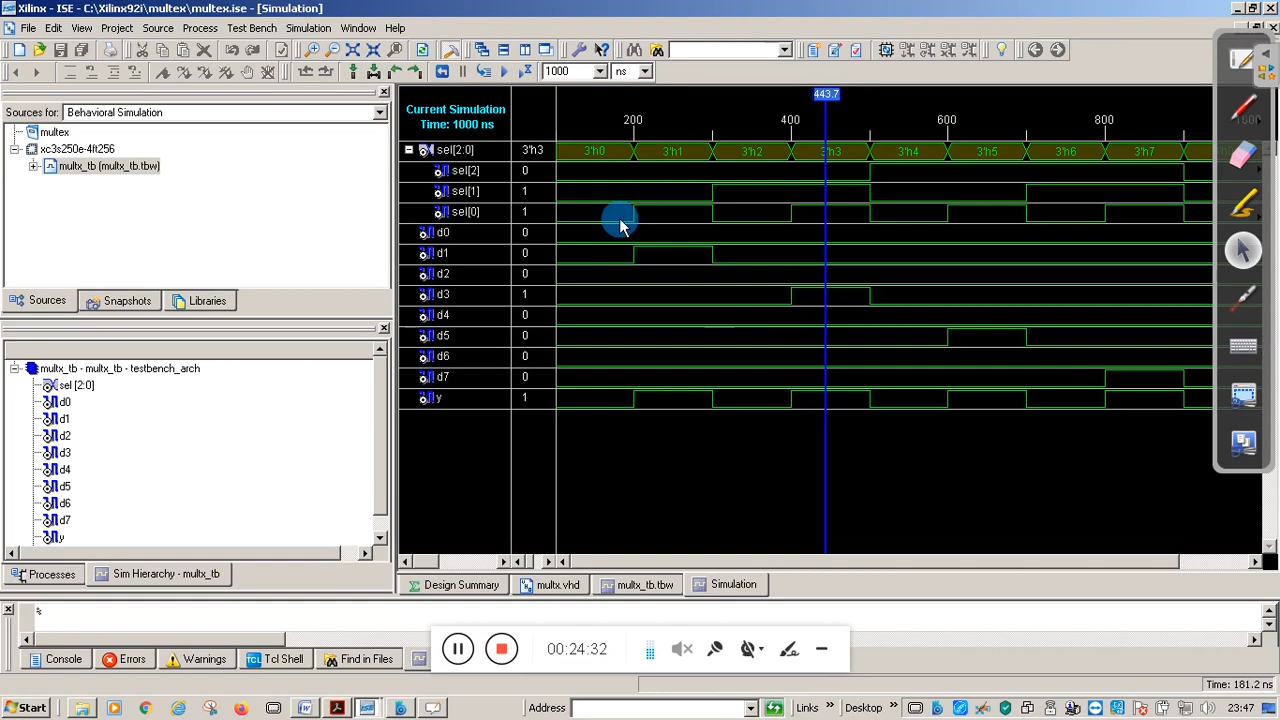 Xilinx - ISE - C:\Xilinx92i\multex\multex.ise - [Simulation]
File Edit View Project Source Process Test Bench Simulation Window Help
1000 ns
Sources for: Behavioral Simulation
multex
xc3s250e-4ft256
multx_tb (multx_tb.tbw)
Sources Snapshots Libraries
multx_tb - multx_tb - testbench_arch
sel [2:0]
d0
d1
d2
d3
d4
d5
d6
d7
y
Processes Sim Hierarchy - multx_tb
443.7
Current Simulation
Time: 1000 ns
200 400 600 800
sel[2:0] 3'h3 3'h0 3'h1 3'h2 3'h3 3'h4 3'h5 3'h6 3'h7
sel[2] 0
sel[1] 1
sel[0] 1
d0 0
d1 0
d2 0
d3 1
d4 0
d5 0
d6 0
d7 0
y 1
Design Summary multx.vhd multx_tb.tbw Simulation
%
00:24:32
Console Errors Warnings Tcl Shell Find in Files
Time: 181.2 ns
Start Address Links » Desktop » 23:47